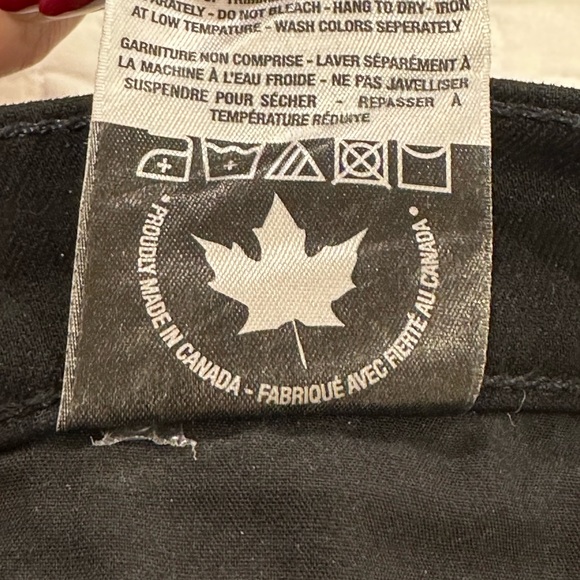 ARATELY - DO NOT BLEACH - HANG TO DRY - IRON
AT LOW TEMPATURE - WASH COLORS SEPERATELY
GARNITURE NON COMPRISE - LAVER SÉPARÉMENT À
LA MACHINE À L'EAU FROIDE - NE PAS JAVELLISER
SUSPENDRE POUR SÉCHER - REPASSER À
TEMPÉRATURE RÉDUITE
• PROUDLY MADE IN CANADA - FABRIQUÉ AVEC FIERTÉ AU CANADA •